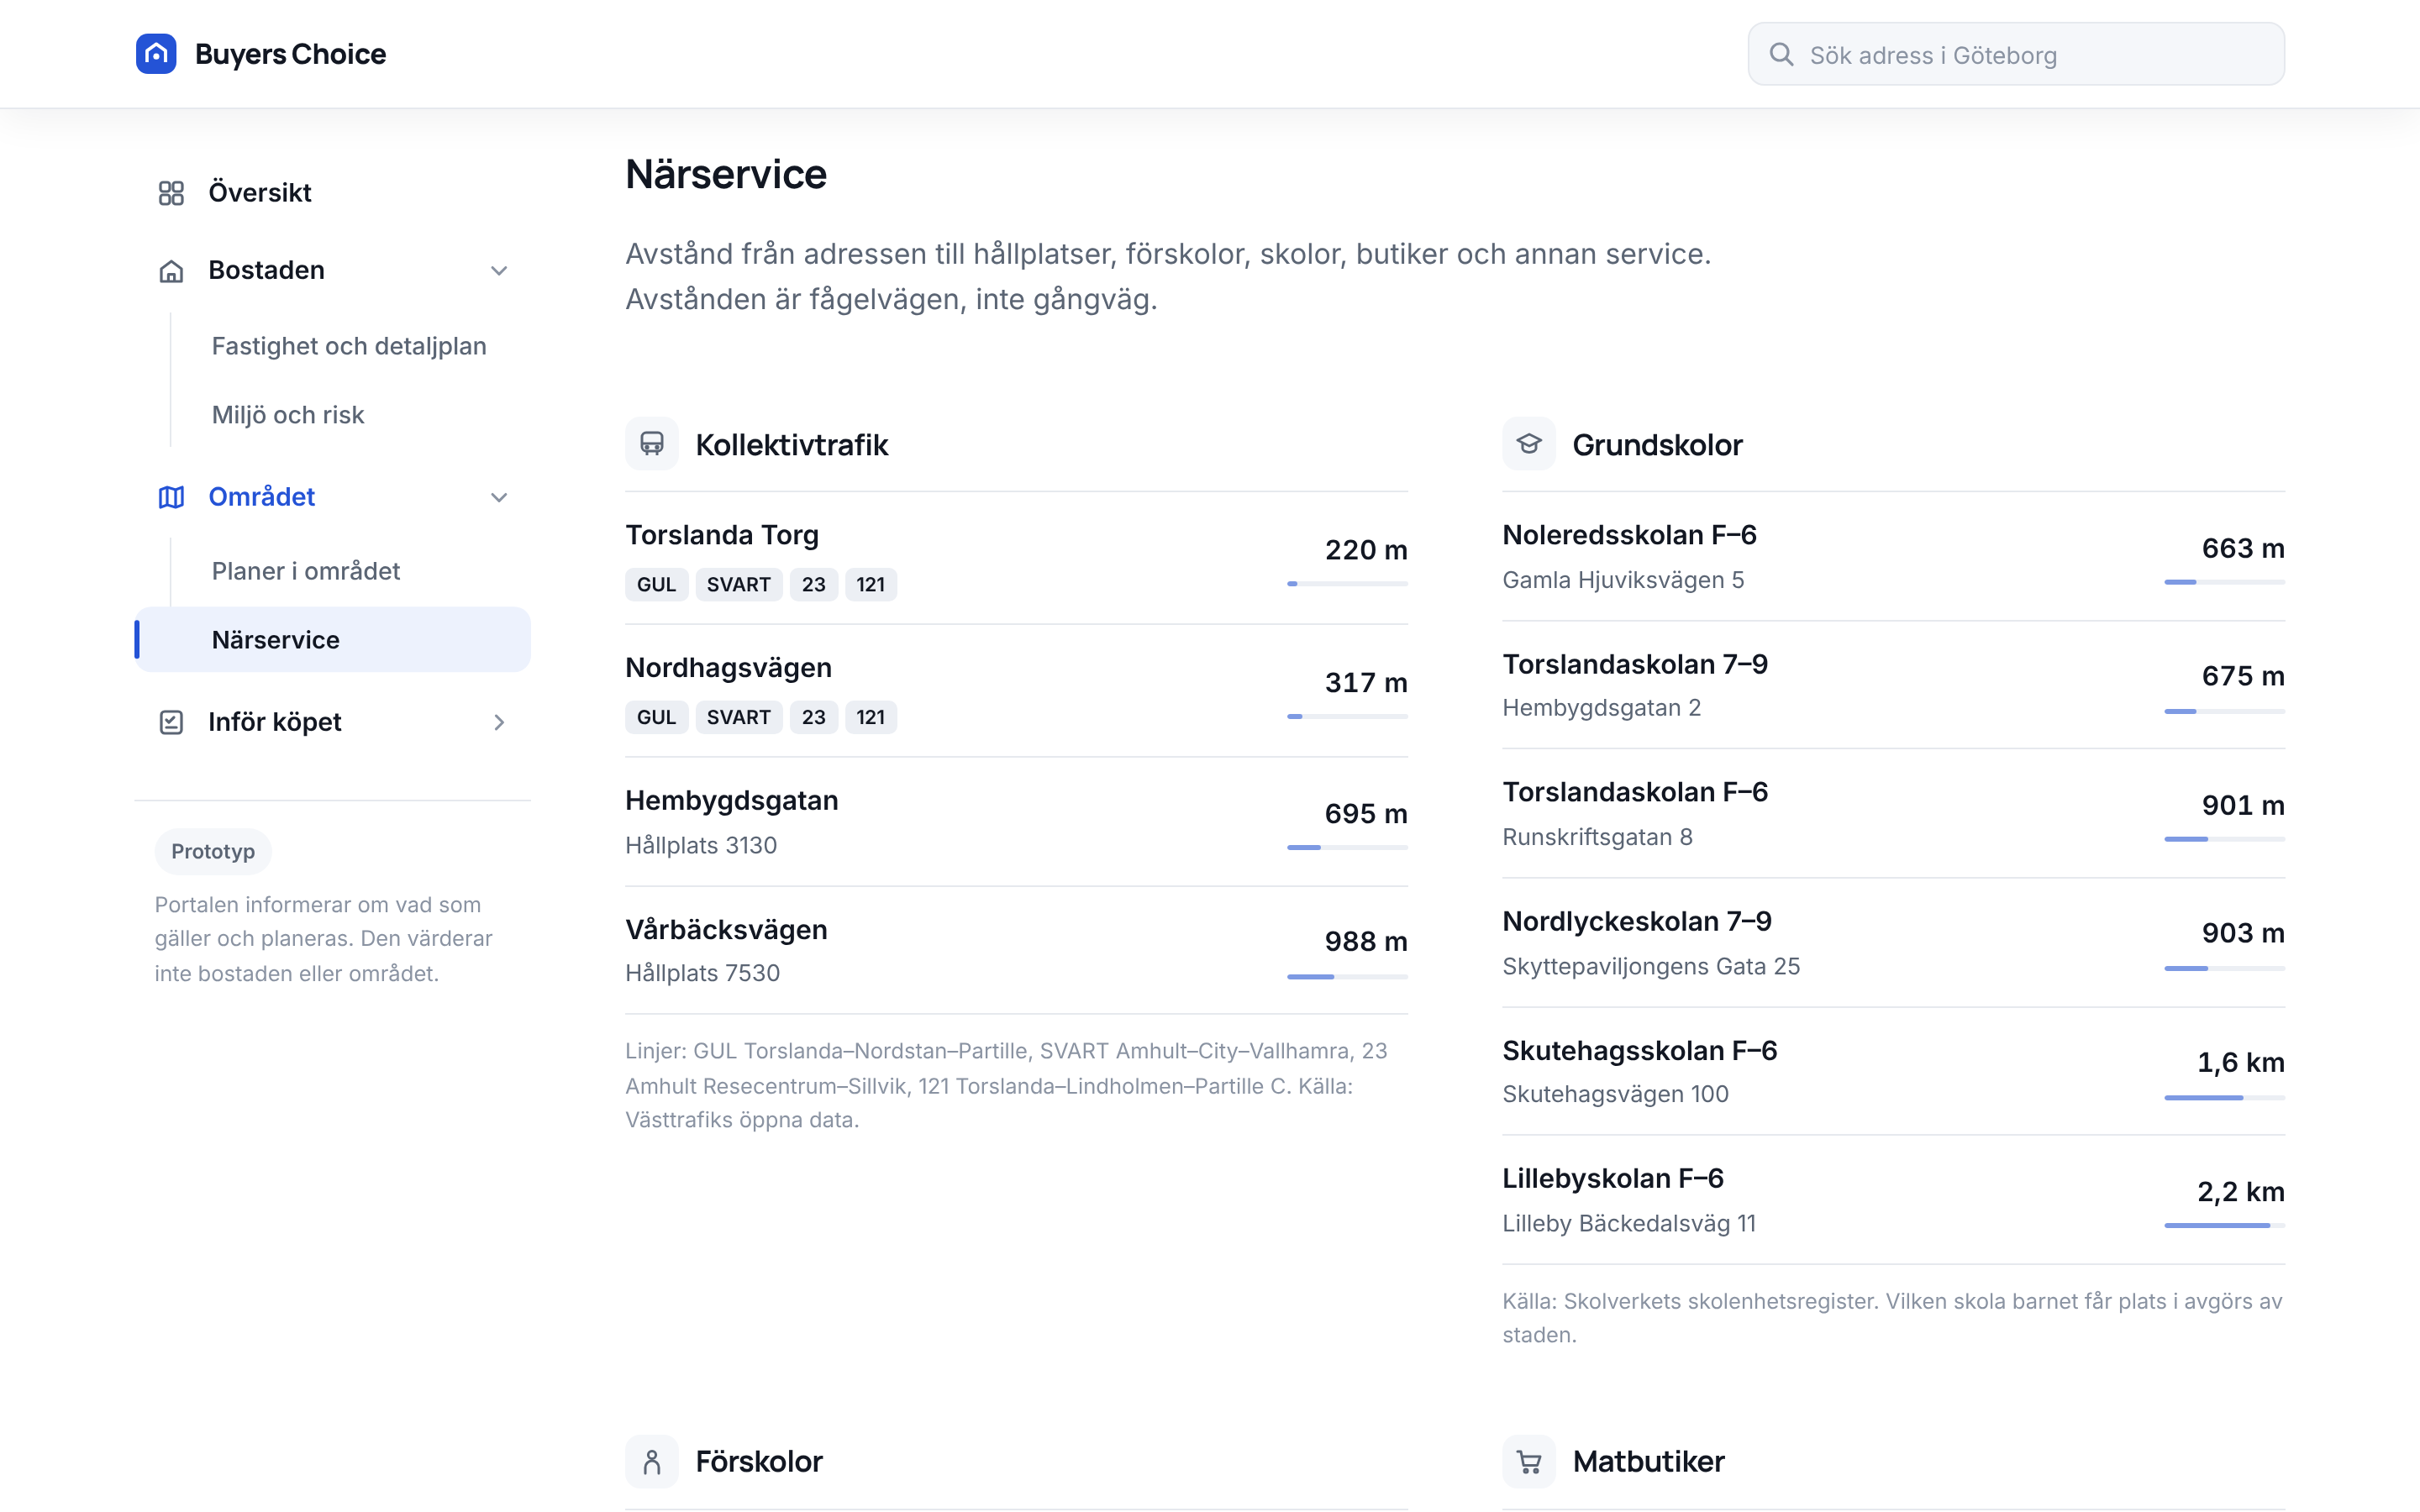 Buyers Choice
Sök adress i Göteborg
Översikt
Bostaden
Fastighet och detaljplan
Miljö och risk
Området
Planer i området
Närservice
Inför köpet
Prototyp
Portalen informerar om vad som
gäller och planeras. Den värderar
inte bostaden eller området.
Närservice
Avstånd från adressen till hållplatser, förskolor, skolor, butiker och annan service.
Avstånden är fågelvägen, inte gångväg.
Kollektivtrafik
Torslanda Torg
220 m
GUL SVART 23 121
Nordhagsvägen
317 m
GUL SVART 23 121
Hembygdsgatan
695 m
Hållplats 3130
Vårbäcksvägen
988 m
Hållplats 7530
Linjer: GUL Torslanda–Nordstan–Partille, SVART Amhult–City–Vallhamra, 23
Amhult Resecentrum–Sillvik, 121 Torslanda–Lindholmen–Partille C. Källa:
Västtrafiks öppna data.
Grundskolor
Noleredsskolan F–6
663 m
Gamla Hjuviksvägen 5
Torslandaskolan 7–9
675 m
Hembygdsgatan 2
Torslandaskolan F–6
901 m
Runskriftsgatan 8
Nordlyckeskolan 7–9
903 m
Skyttepaviljongens Gata 25
Skutehagsskolan F–6
1,6 km
Skutehagsvägen 100
Lillebyskolan F–6
2,2 km
Lilleby Bäckedalsväg 11
Källa: Skolverkets skolenhetsregister. Vilken skola barnet får plats i avgörs av
staden.
Förskolor
Matbutiker